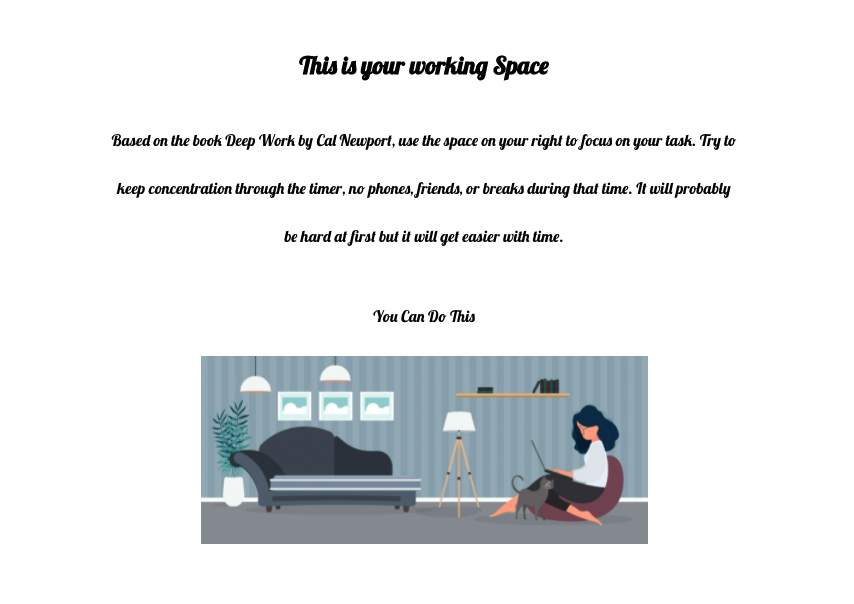 This is your working Space
Based on the book Deep Work by Cal Newport, use the space on your right to focus on your task. Try to
keep concentration through the timer, no phones, friends, or breaks during that time. It will probably
be hard at first but it will get easier with time.
You Can Do This